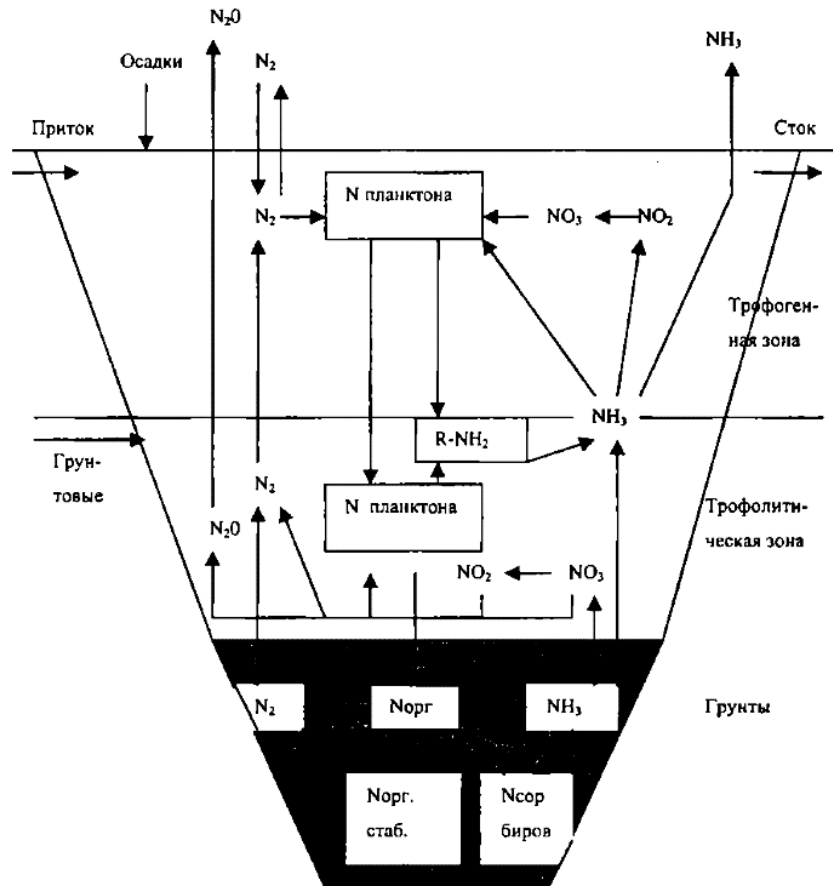 N₂0
NH₃
Осадки
N₂
Приток
Сток
N планктона
N₂
NO₃
NO₂
Трофоген-
ная зона
NH₃
R-NH₂
Грун-
товые
N₂
N планктона
Трофолити-
ческая зона
N₂0
NO₂
NO₃
N₂
Nорг
NH₃
Грунты
Nорг.
стаб.
Nсор
биров